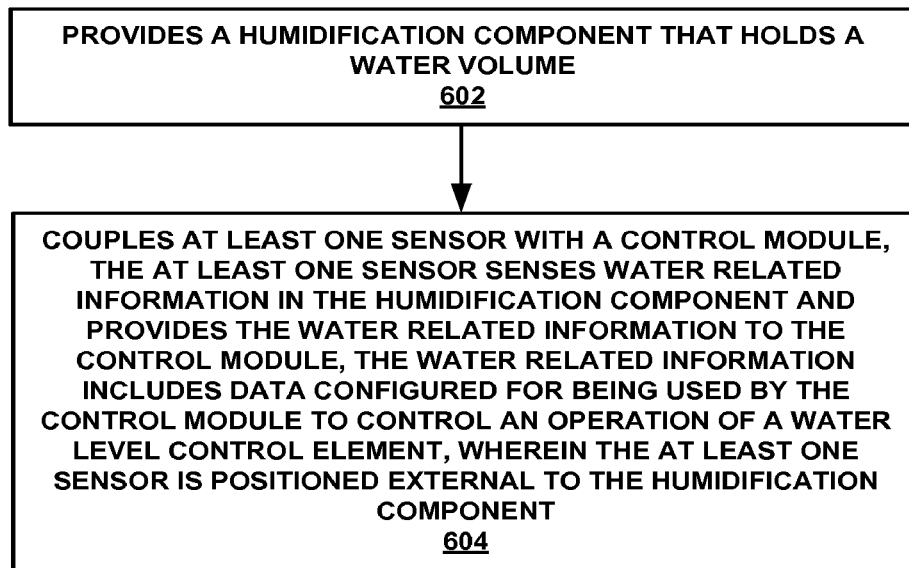 PROVIDES A HUMIDIFICATION COMPONENT THAT HOLDS A
WATER VOLUME
602
COUPLES AT LEAST ONE SENSOR WITH A CONTROL MODULE,
THE AT LEAST ONE SENSOR SENSES WATER RELATED
INFORMATION IN THE HUMIDIFICATION COMPONENT AND
PROVIDES THE WATER RELATED INFORMATION TO THE
CONTROL MODULE, THE WATER RELATED INFORMATION
INCLUDES DATA CONFIGURED FOR BEING USED BY THE
CONTROL MODULE TO CONTROL AN OPERATION OF A WATER
LEVEL CONTROL ELEMENT, WHEREIN THE AT LEAST ONE
SENSOR IS POSITIONED EXTERNAL TO THE HUMIDIFICATION
COMPONENT
604